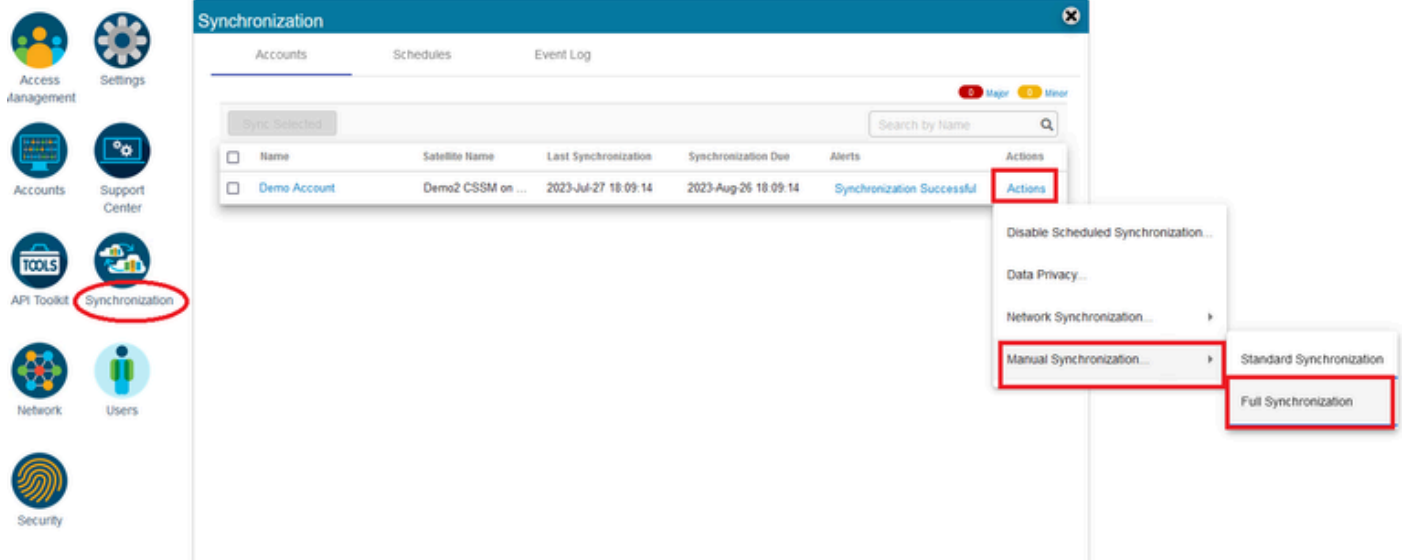 Synchronization
Accounts Schedules Event Log
0 Major 0 Minor
Sync Selected
Search by Name
Name Satellite Name Last Synchronization Synchronization Due Alerts Actions
Demo Account Demo2 CSSM on ... 2023-Jul-27 18:09:14 2023-Aug-26 18:09:14 Synchronization Successful Actions
Disable Scheduled Synchronization...
Data Privacy...
Network Synchronization...
Manual Synchronization...
Standard Synchronization
Full Synchronization
Access
Management
Settings
Accounts
Support
Center
TOOLS
API Toolkit
Synchronization
Network
Users
Security